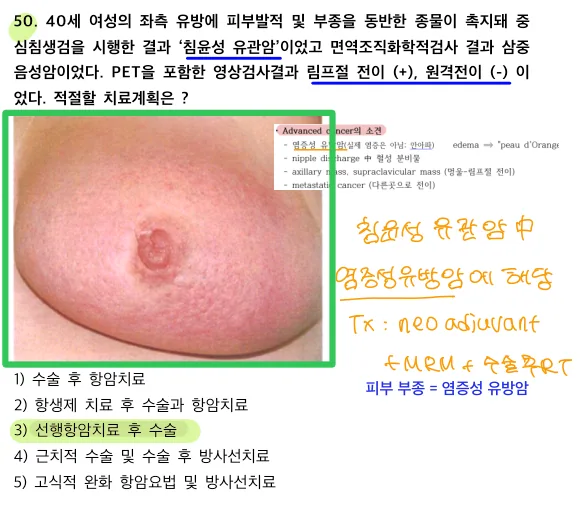 50. 40세 여성의 좌측 유방에 피부발적 및 부종을 동반한 종물이 촉지돼 중
심침생검을 시행한 결과 ‘침윤성 유관암’이었고 면역조직화학적검사 결과 삼중
음성암이었다. PET을 포함한 영상검사결과 림프절 전이 (+), 원격전이 (-) 이
었다. 적절할 치료계획은 ?
• Advanced cancer의 소견
- 염증성 유방암(실제 염증은 아님: 안아파) edema ⟹ "peau d'Orange
- nipple discharge 中 혈성 분비물
- axillary mass, supraclavicular mass (멍울-림프절 전이)
- metastatic cancer (다른곳으로 전이)
침윤성 유관암 中
염증성유방암에 해당
Tx : neo adjuvant
+ MRM + 수술후RT
피부 부종 = 염증성 유방암
1) 수술 후 항암치료
2) 항생제 치료 후 수술과 항암치료
3) 선행항암치료 후 수술
4) 근치적 수술 및 수술 후 방사선치료
5) 고식적 완화 항암요법 및 방사선치료